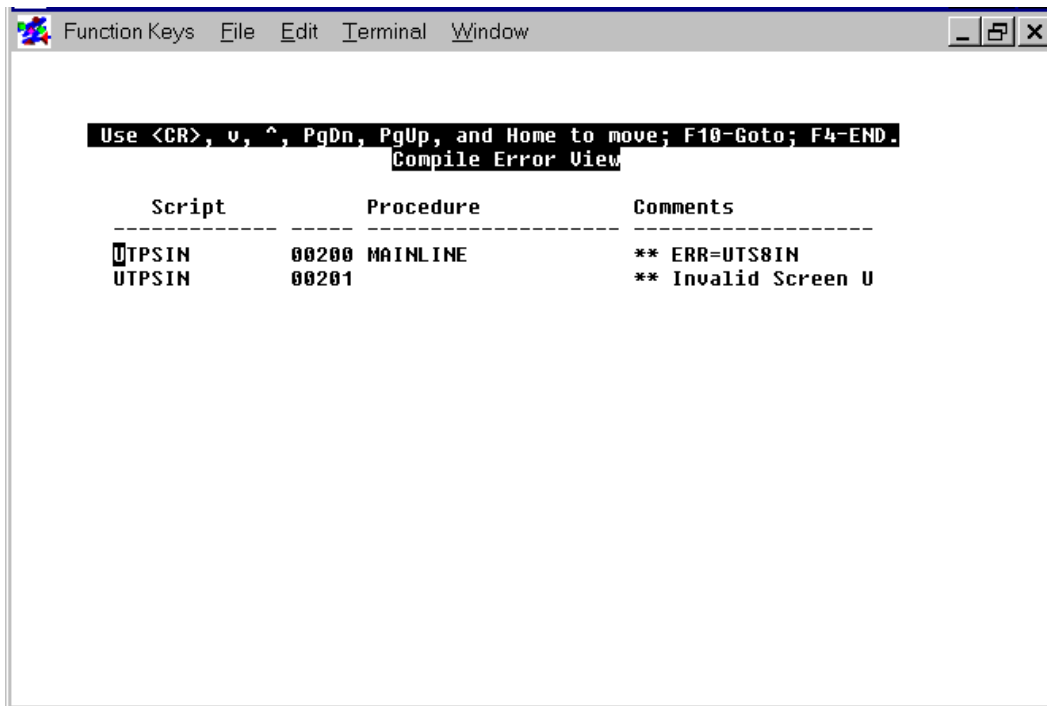 Function Keys File Edit Terminal Window
Use <CR>, v, ^, PgDn, PgUp, and Home to move; F10-Goto; F4-END.
Compile Error View
Script Procedure Comments
------------- ----- -------------------- -------------------
UTPSIN 00200 MAINLINE ** ERR=UTS8IN
UTPSIN 00201 ** Invalid Screen U